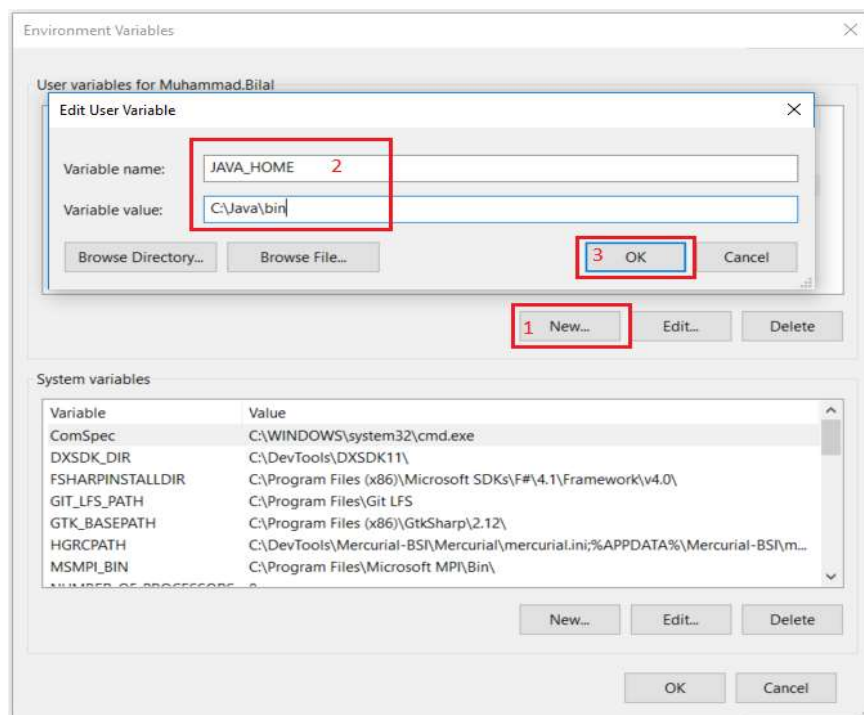 Environment Variables
User variables for Muhammad.Bilal
Edit User Variable
Variable name: JAVA_HOME 2
Variable value: C:\Java\bin
Browse Directory... Browse File... 3 OK Cancel
1 New... Edit... Delete
System variables
Variable Value
ComSpec C:\WINDOWS\system32\cmd.exe
DXSDK_DIR C:\DevTools\DXSDK11\
FSHARPINSTALLDIR C:\Program Files (x86)\Microsoft SDKs\F#\4.1\Framework\v4.0\
GIT_LFS_PATH C:\Program Files\Git LFS
GTK_BASEPATH C:\Program Files (x86)\GtkSharp\2.12\
HGRCPATH C:\DevTools\Mercurial-BSI\Mercurial\mercurial.ini;%APPDATA%\Mercurial-BSI\m...
MSMPI_BIN C:\Program Files\Microsoft MPI\Bin\
NUMBER_OF_PROCESSORS
New... Edit... Delete
OK Cancel